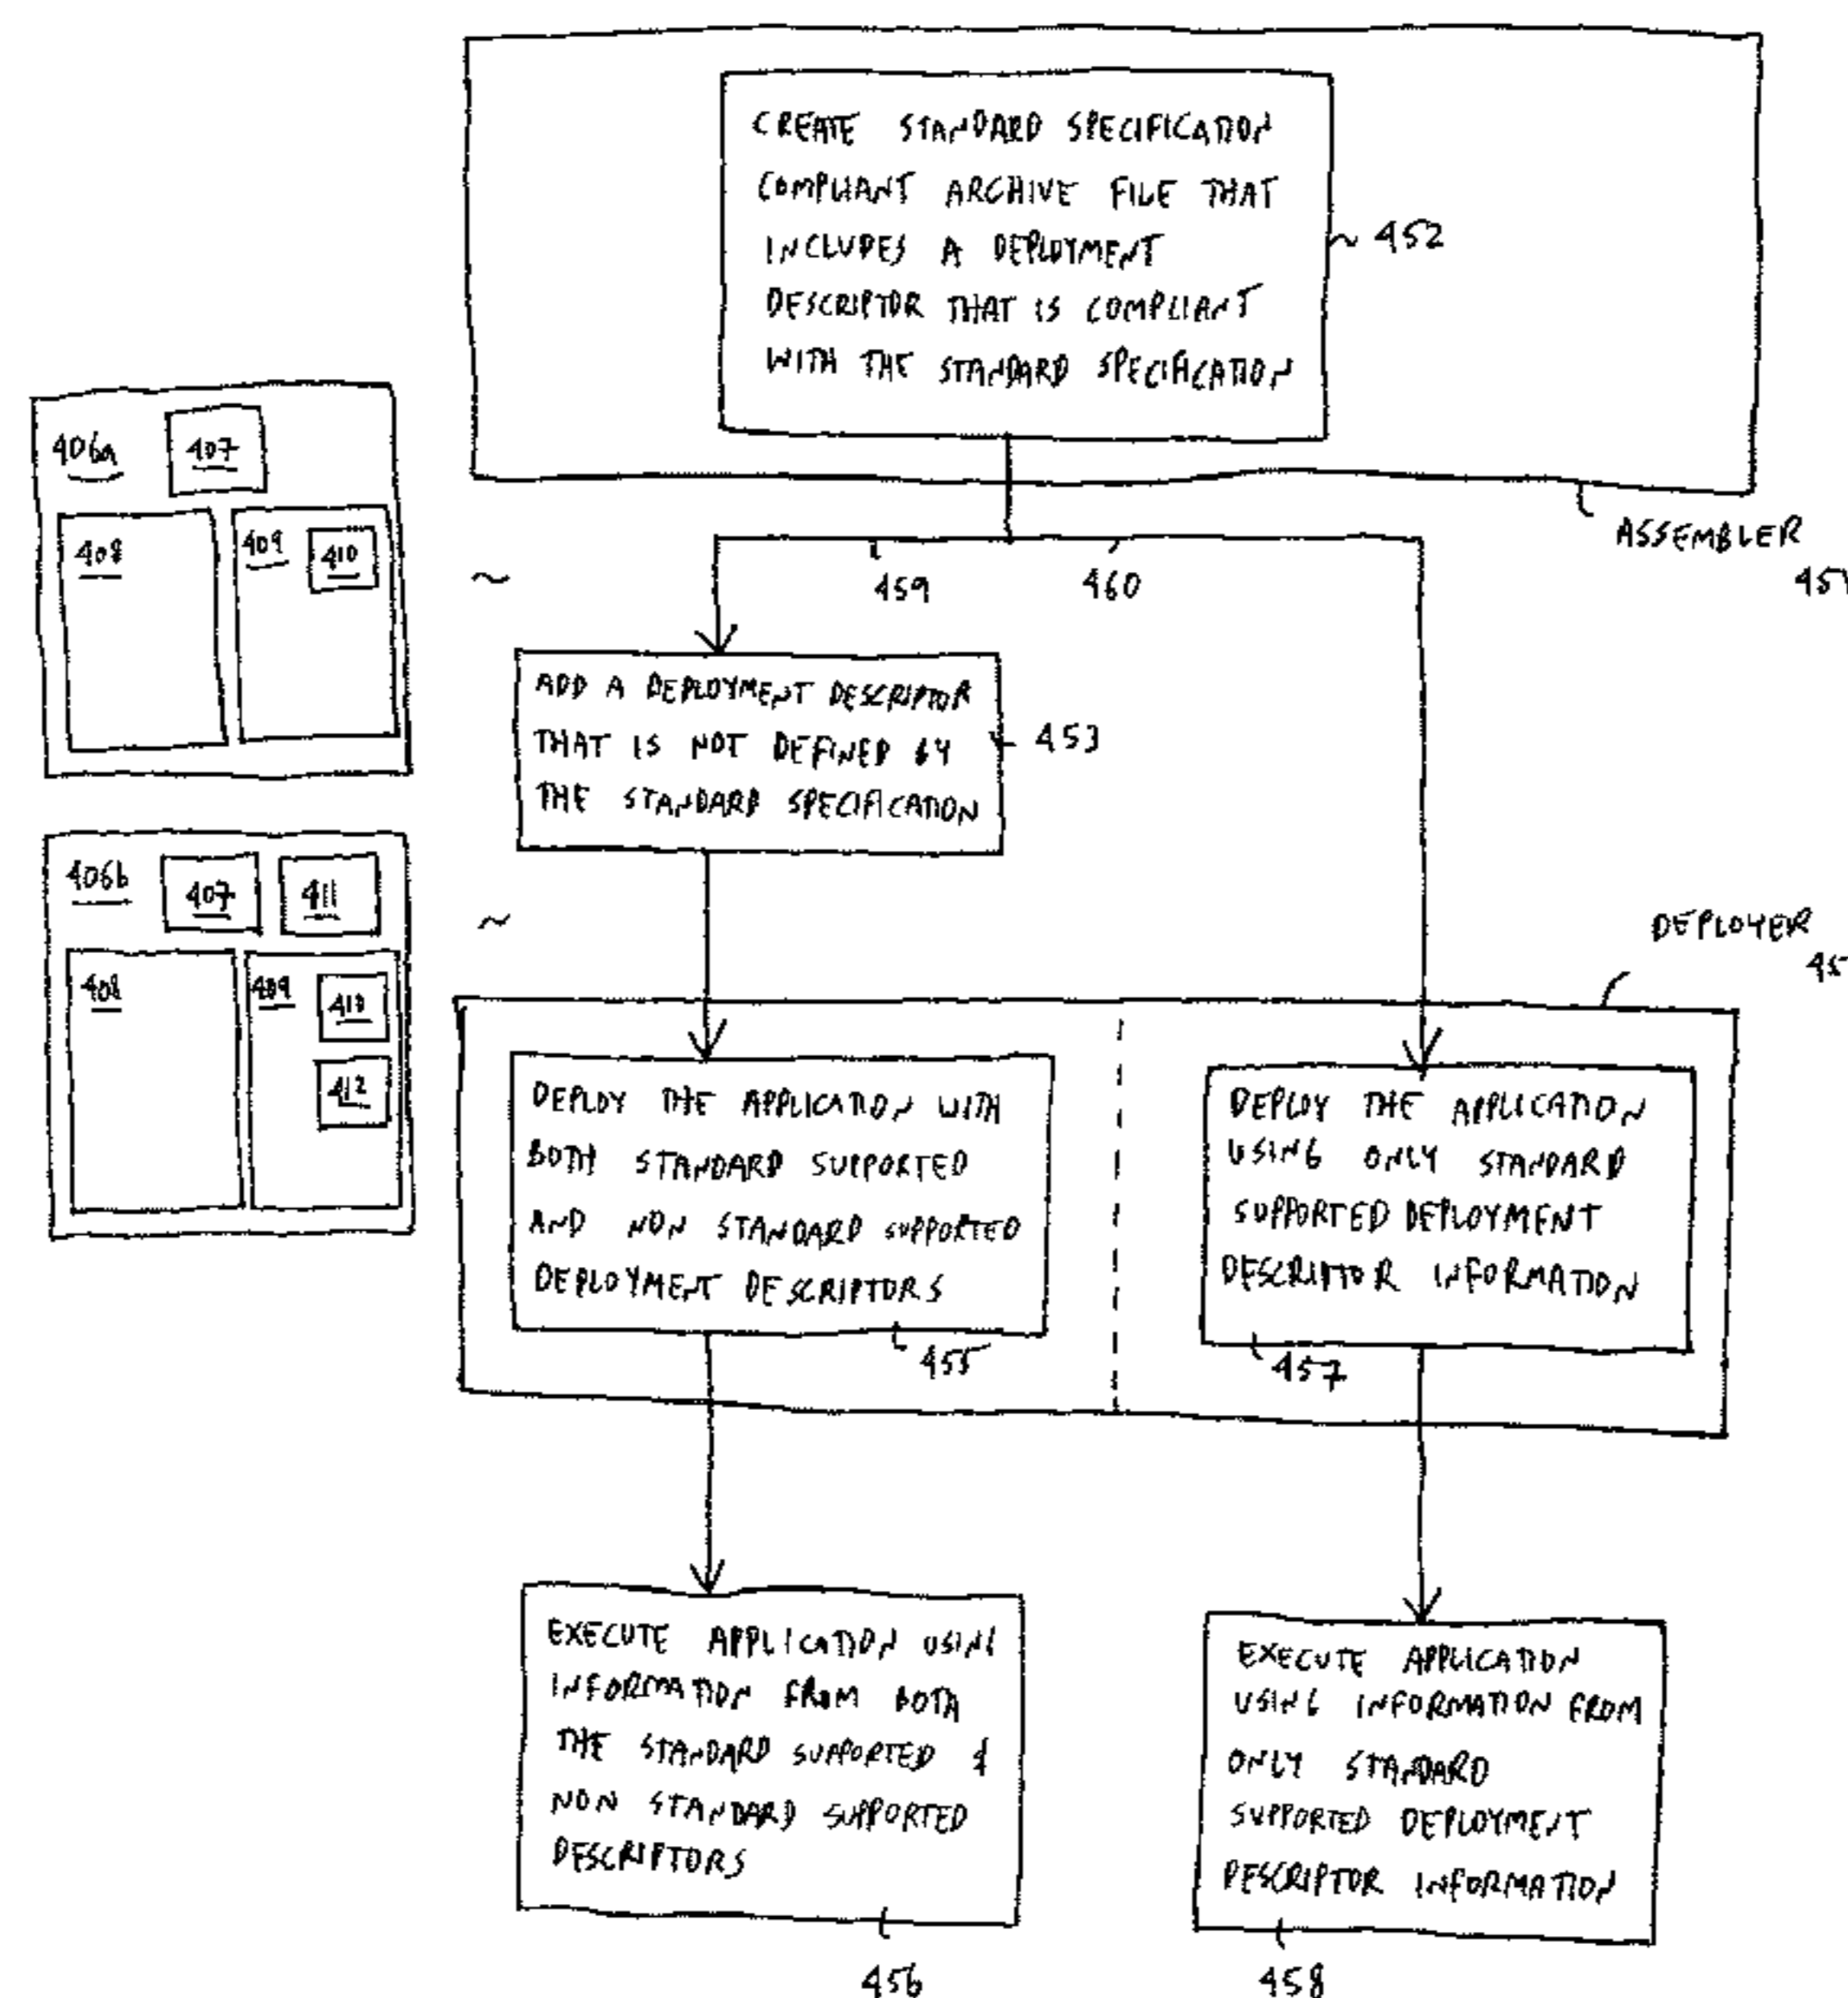 CREATE STANDARD SPECIFICATION
COMPLIANT ARCHIVE FILE THAT
INCLUDES A DEPLOYMENT
DESCRIPTOR THAT IS COMPLIANT
WITH THE STANDARD SPECIFICATION
452
ASSEMBLER
406a
407
408
409
410
459
460
ADD A DEPLOYMENT DESCRIPTOR
THAT IS NOT DEFINED BY
THE STANDARD SPECIFICATION
453
406b
407
411
408
409
410
412
DEPLOYER
DEPLOY THE APPLICATION WITH
BOTH STANDARD SUPPORTED
AND NON STANDARD SUPPORTED
DEPLOYMENT DESCRIPTORS
455
DEPLOY THE APPLICATION
USING ONLY STANDARD
SUPPORTED DEPLOYMENT
DESCRIPTOR INFORMATION
457
EXECUTE APPLICATION USING
INFORMATION FROM BOTH
THE STANDARD SUPPORTED &
NON STANDARD SUPPORTED
DESCRIPTORS
456
EXECUTE APPLICATION
USING INFORMATION FROM
ONLY STANDARD
SUPPORTED DEPLOYMENT
DESCRIPTOR INFORMATION
458